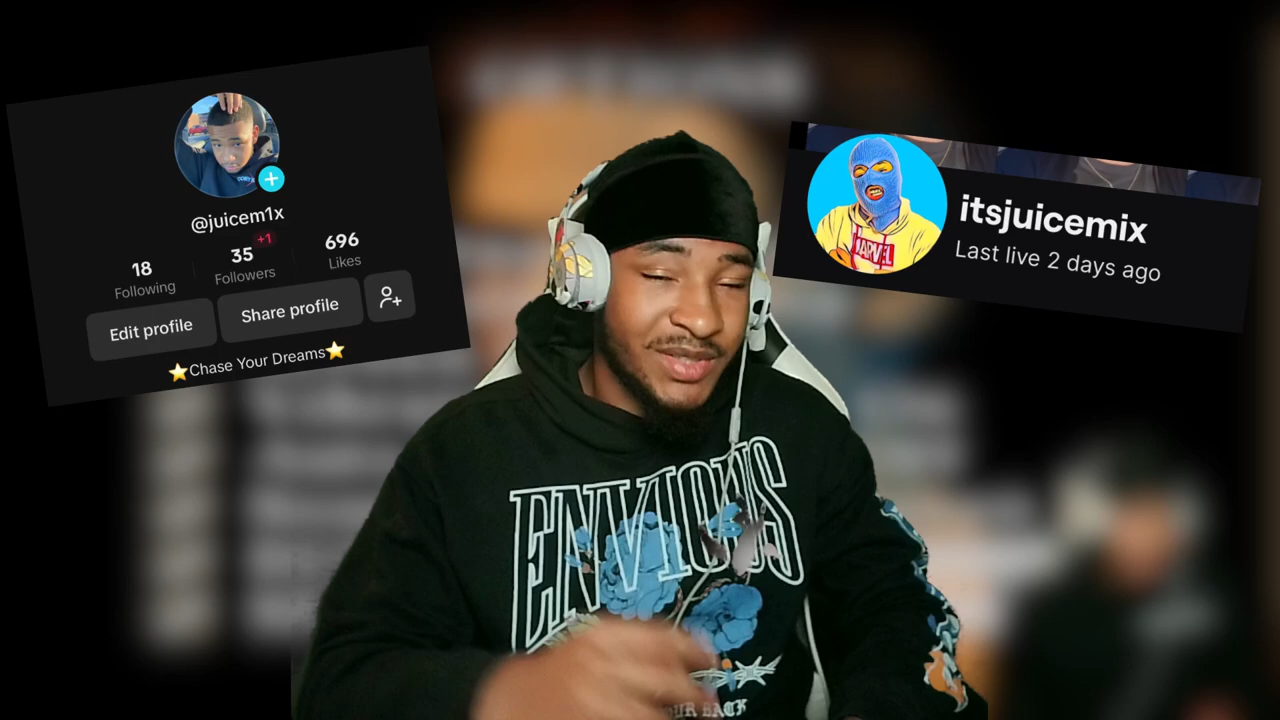 @juicem1x
18
Following
35
+1
Followers
696
Likes
Edit profile
Share profile
⭐Chase Your Dreams⭐
itsjuicemix
Last live 2 days ago
MARVEL
ENVIOUS
BACK